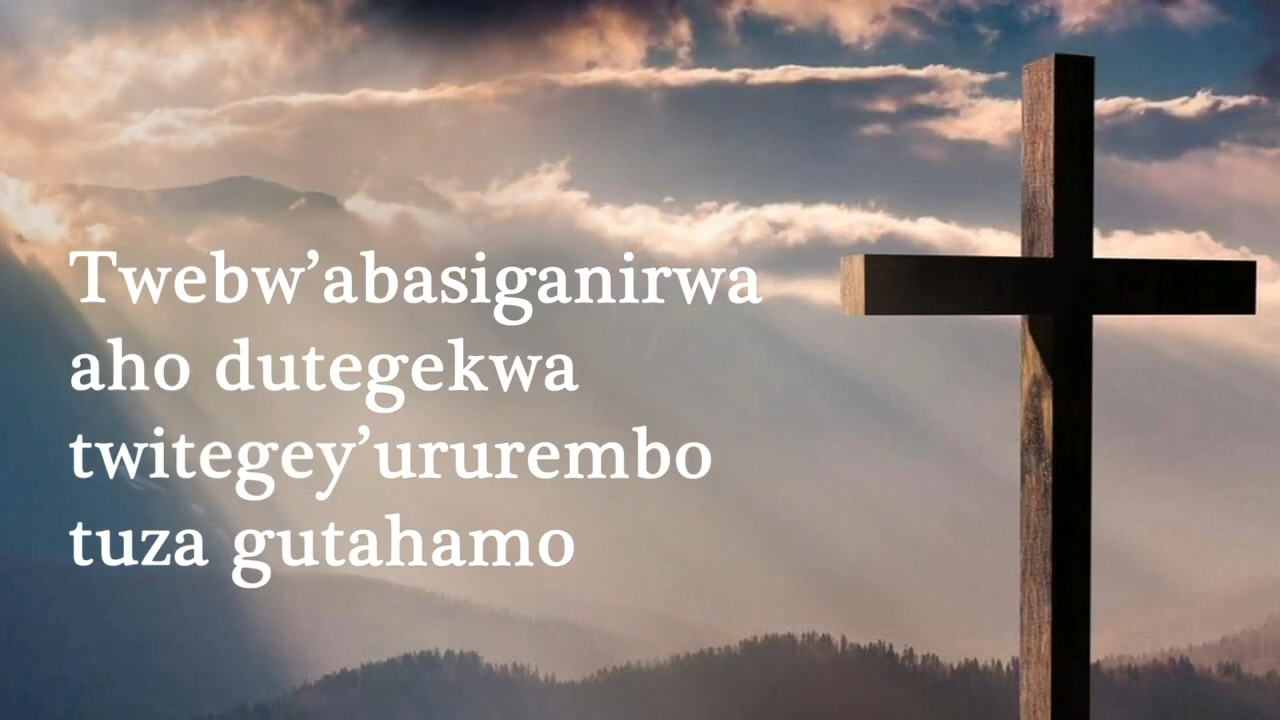 Twebw’abasiganirwa
aho dutegekwa
twitegey’ururembo
tuza gutahamo